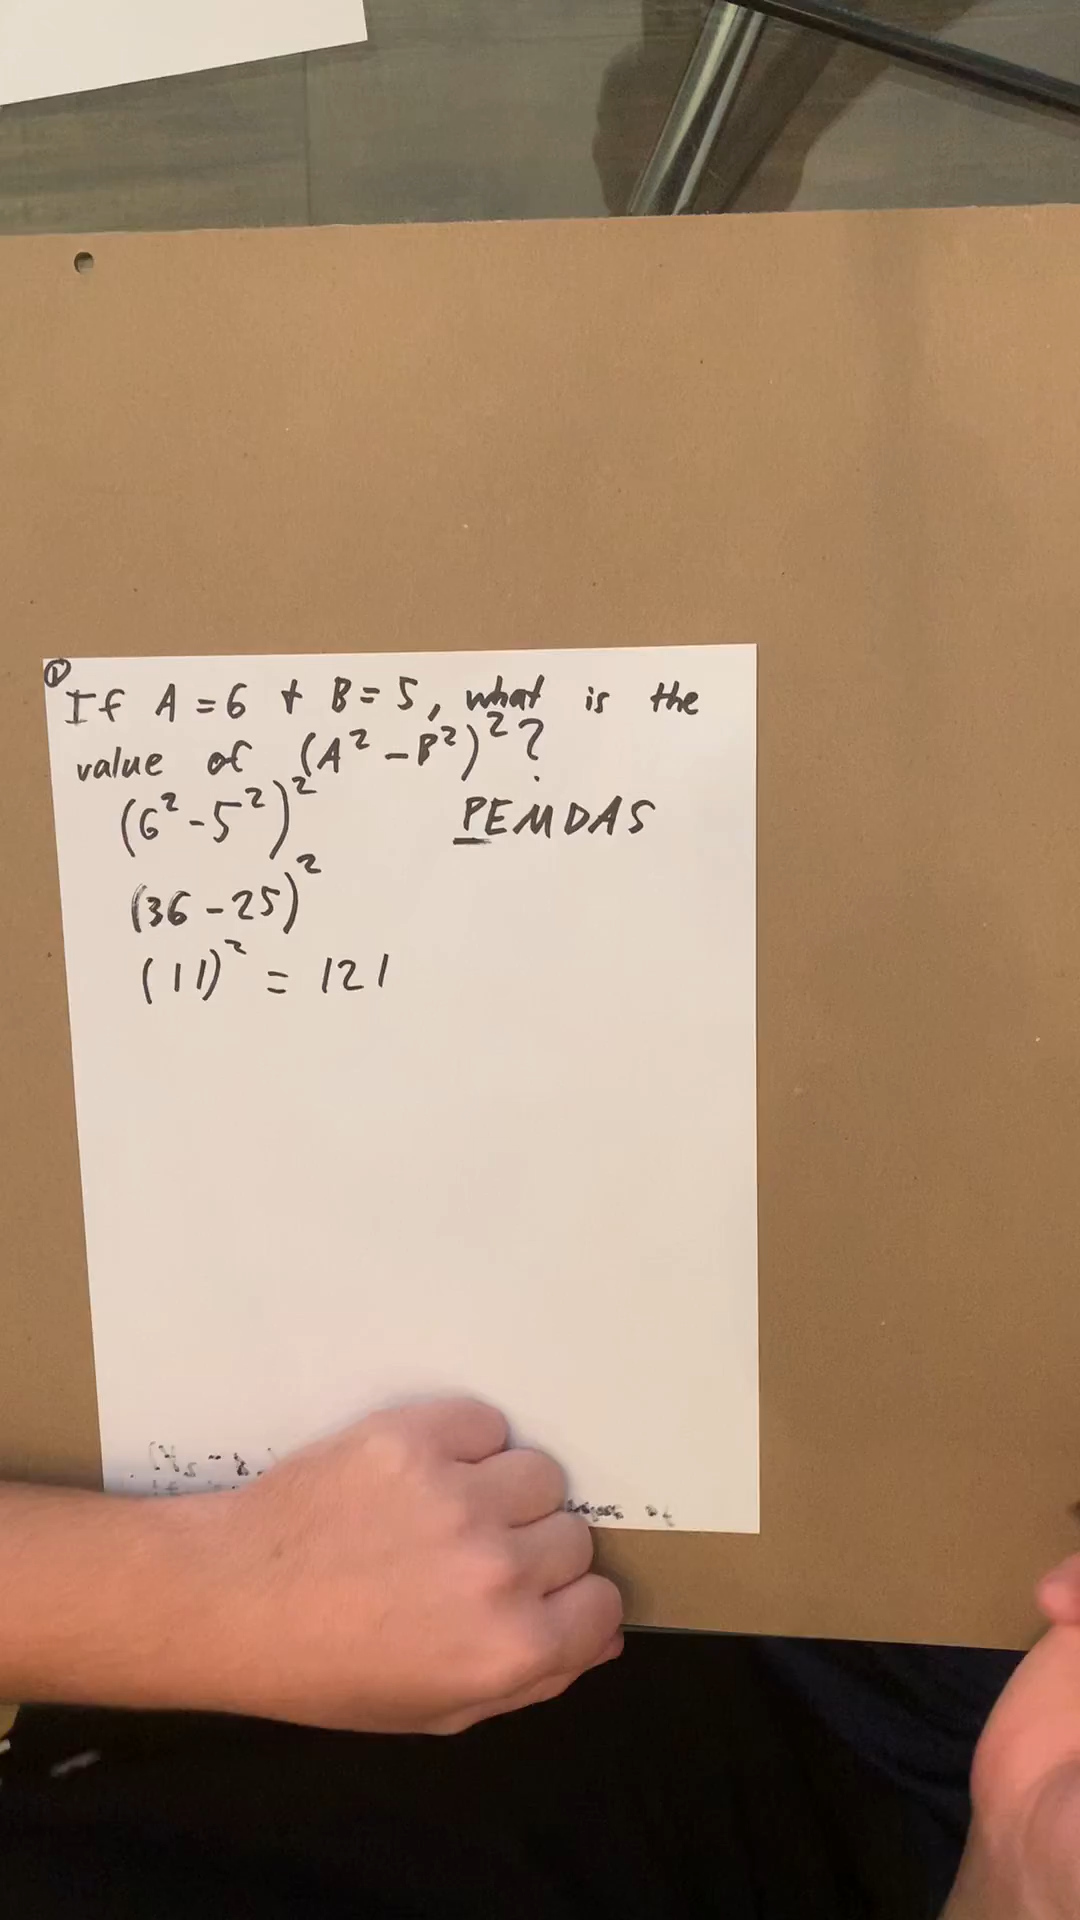 ①
If A = 6 + B = 5, what is the
value of (A² - B²)²?
(6² - 5²)²
PEMDAS
(36 - 25)²
(11)² = 121